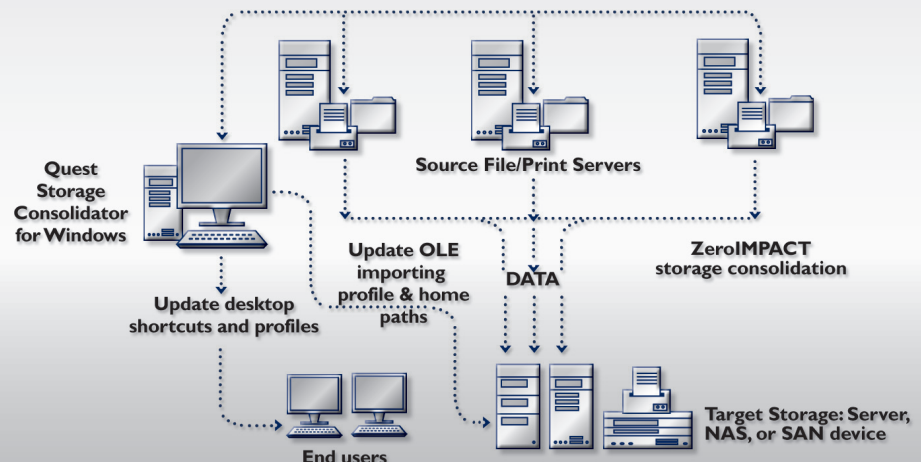 Source File/Print Servers
Quest
Storage
Consolidator
for Windows
Update OLE
importing
profile & home
paths
DATA
ZeroIMPACT
storage consolidation
Update desktop
shortcuts and profiles
Target Storage: Server,
NAS, or SAN device
End users